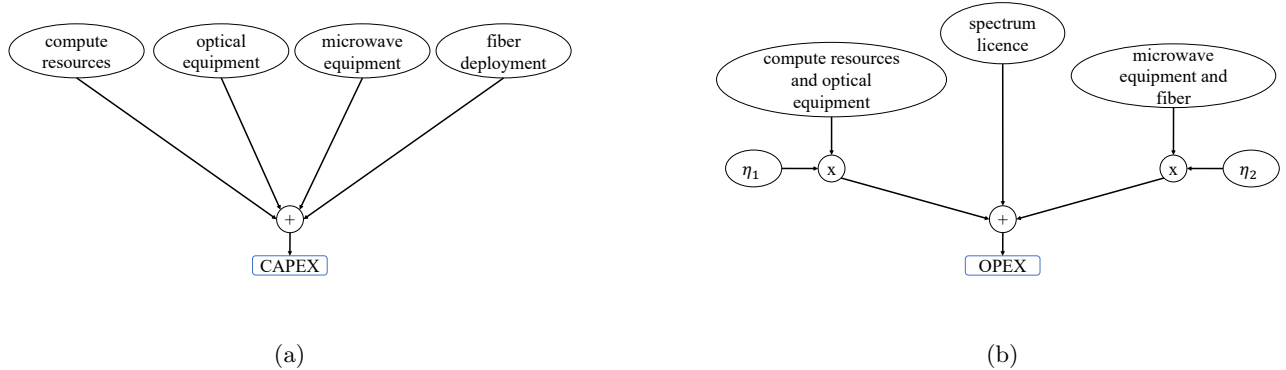 compute
resources
optical
equipment
microwave
equipment
fiber
deployment
+
CAPEX
(a)
spectrum
licence
compute resources
and optical
equipment
microwave
equipment and
fiber
η₁
x
x
η₂
+
OPEX
(b)